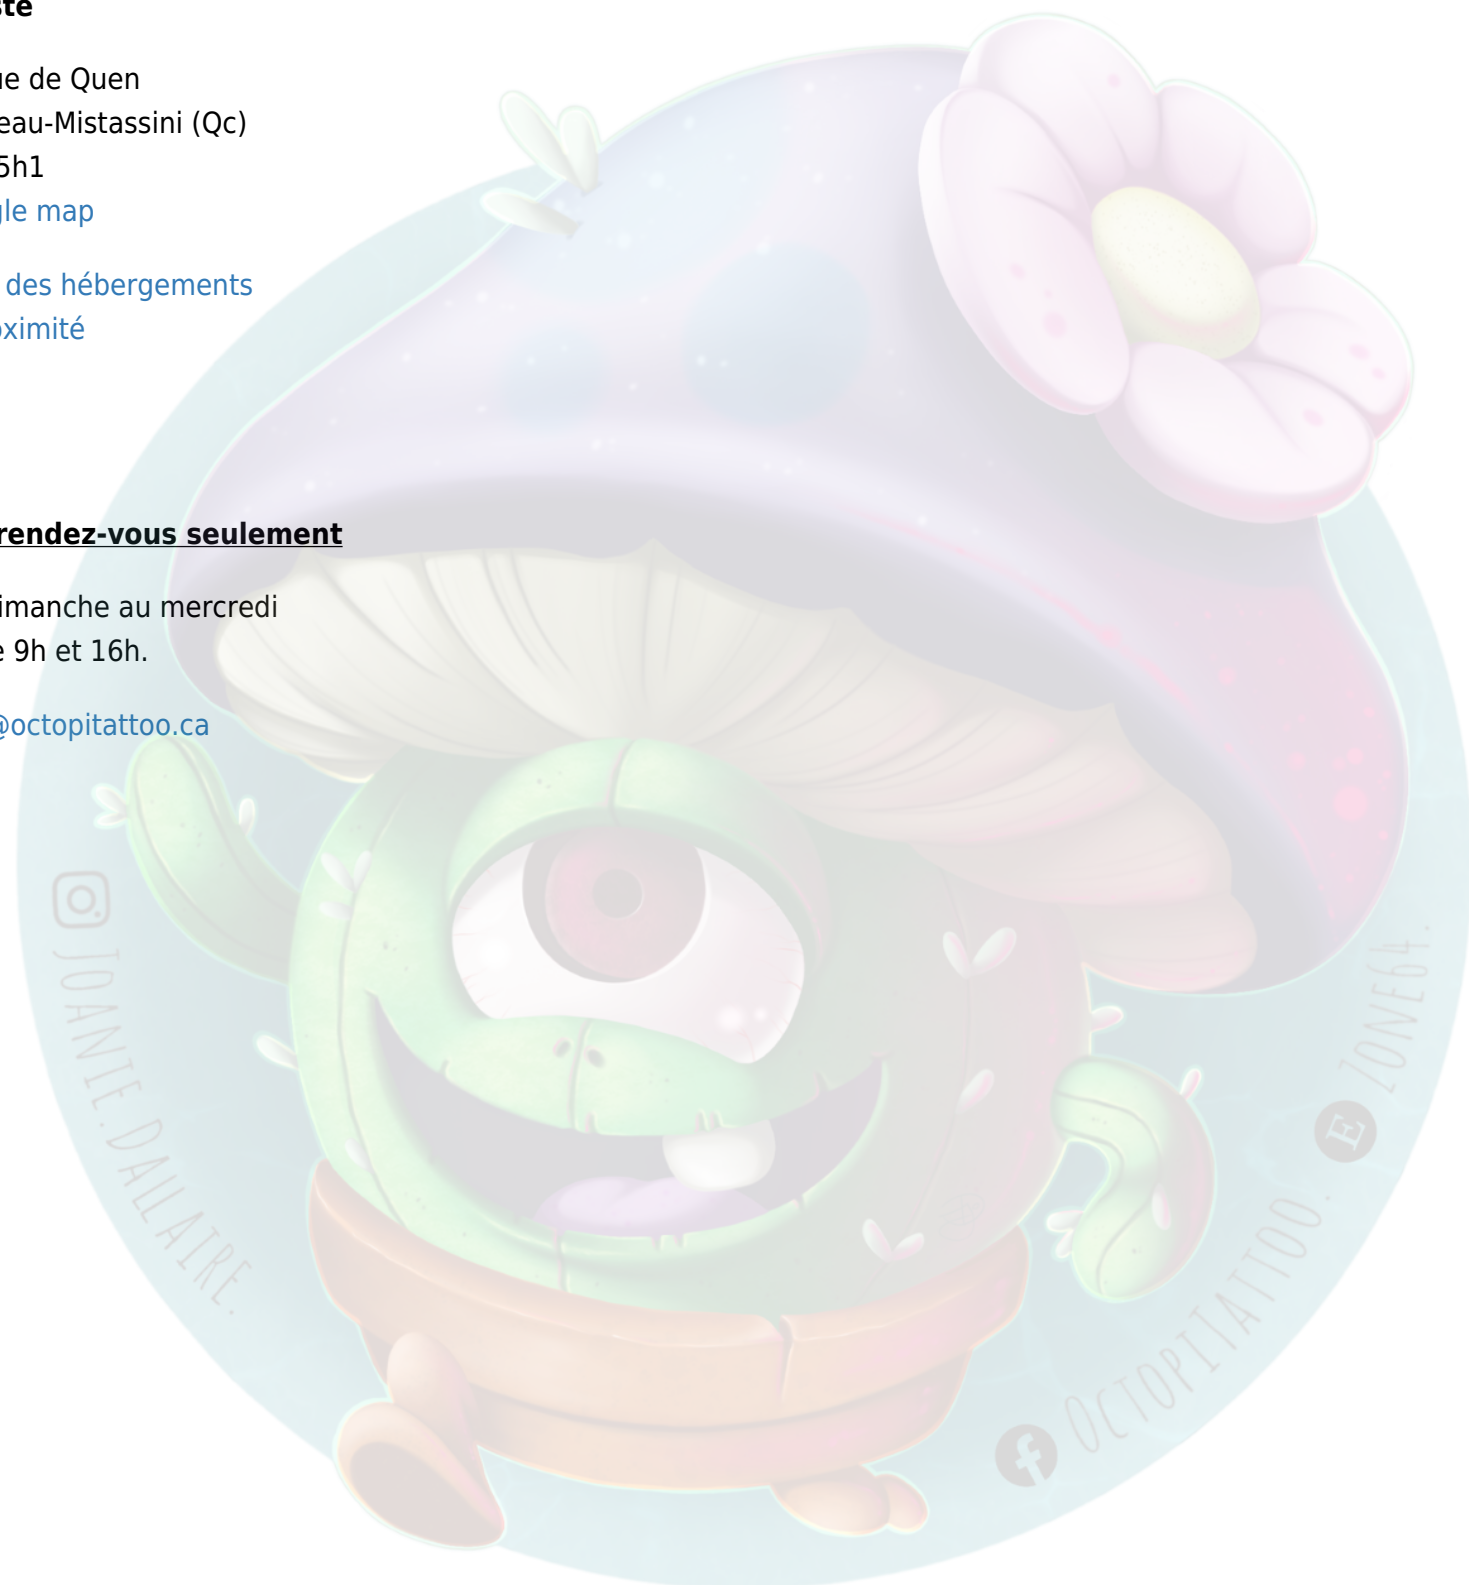 ste
ue de Quen
eau-Mistassini (Qc)
5h1
gle map
des hébergements
oximité
rendez-vous seulement
imanche au mercredi
e 9h et 16h.
@octopitattoo.ca
JOANIE.DALLAIRE.
OCTOPITATTOO.
E ZONE64.